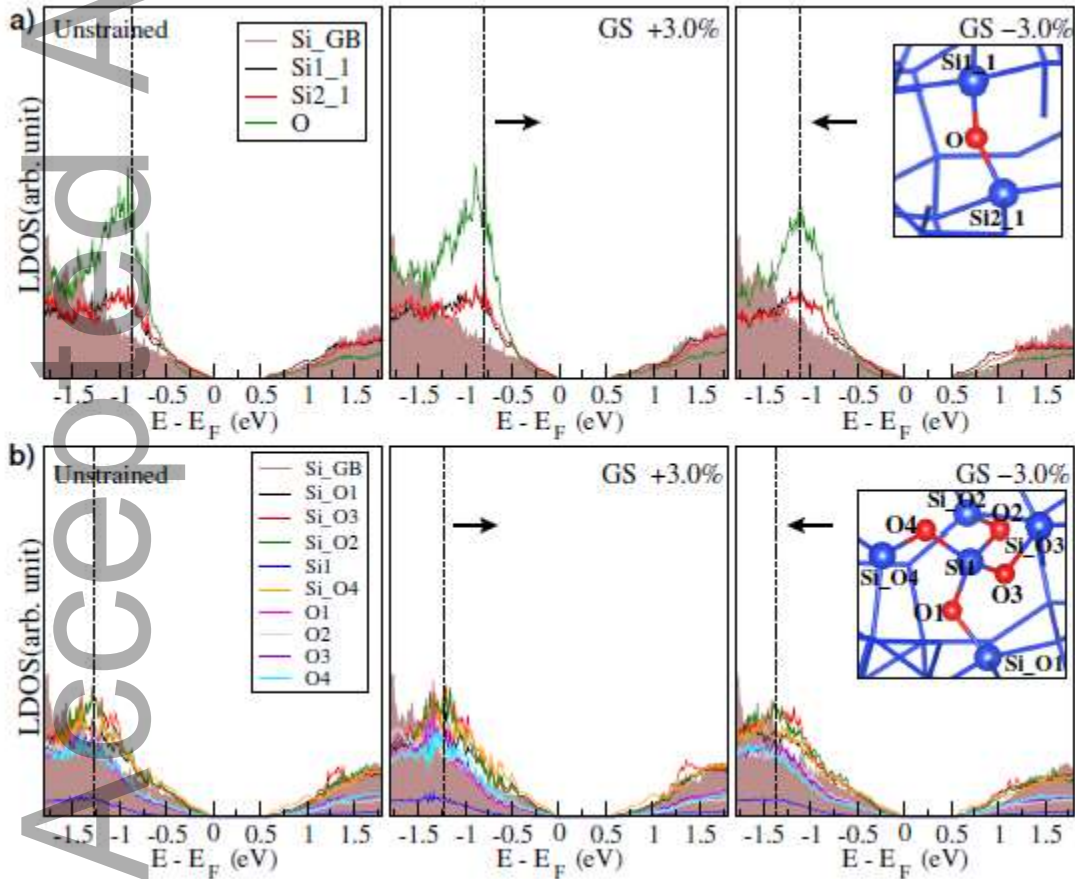 a)
Unstrained
Si_GB
Si1_1
Si2_1
O
GS +3.0%
GS −3.0%
Si1_1
O
Si2_1
LDOS(arb. unit)
-1.5 -1 -0.5 0 0.5 1 1.5
-1.5 -1 -0.5 0 0.5 1 1.5
-1.5 -1 -0.5 0 0.5 1 1.5
E - E_F (eV)
E - E_F (eV)
E - E_F (eV)
b)
Unstrained
Si_GB
Si_O1
Si_O3
Si_O2
Si1
Si_O4
O1
O2
O3
O4
GS +3.0%
GS −3.0%
Si_O2
O4
O2
Si_O3
Si1
Si_O4
O3
O1
Si_O1
LDOS(arb. unit)
-1.5 -1 -0.5 0 0.5 1 1.5
-1.5 -1 -0.5 0 0.5 1 1.5
-1.5 -1 -0.5 0 0.5 1 1.5
E - E_F (eV)
E - E_F (eV)
E - E_F (eV)
Accepted A